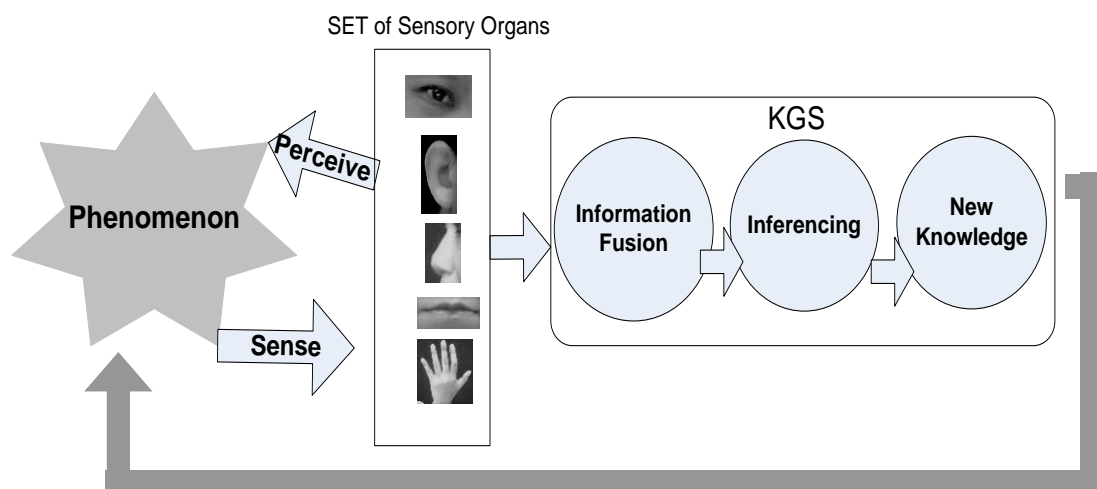 SET of Sensory Organs
KGS
Perceive
Phenomenon
Information
Fusion
Inferencing
New
Knowledge
Sense